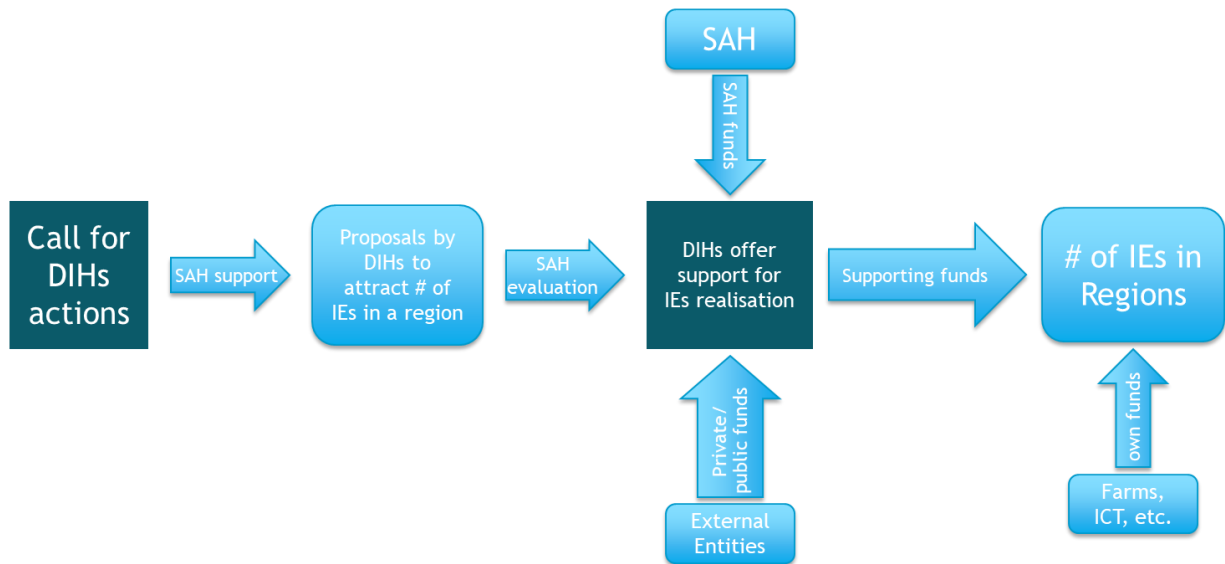 SAH
SAH funds
Call for
DIHs
actions
SAH support
Proposals by
DIHs to
attract # of
IEs in a region
SAH
evaluation
DIHs offer
support for
IEs realisation
Supporting funds
# of IEs in
Regions
Private/
public funds
External
Entities
own funds
Farms,
ICT, etc.